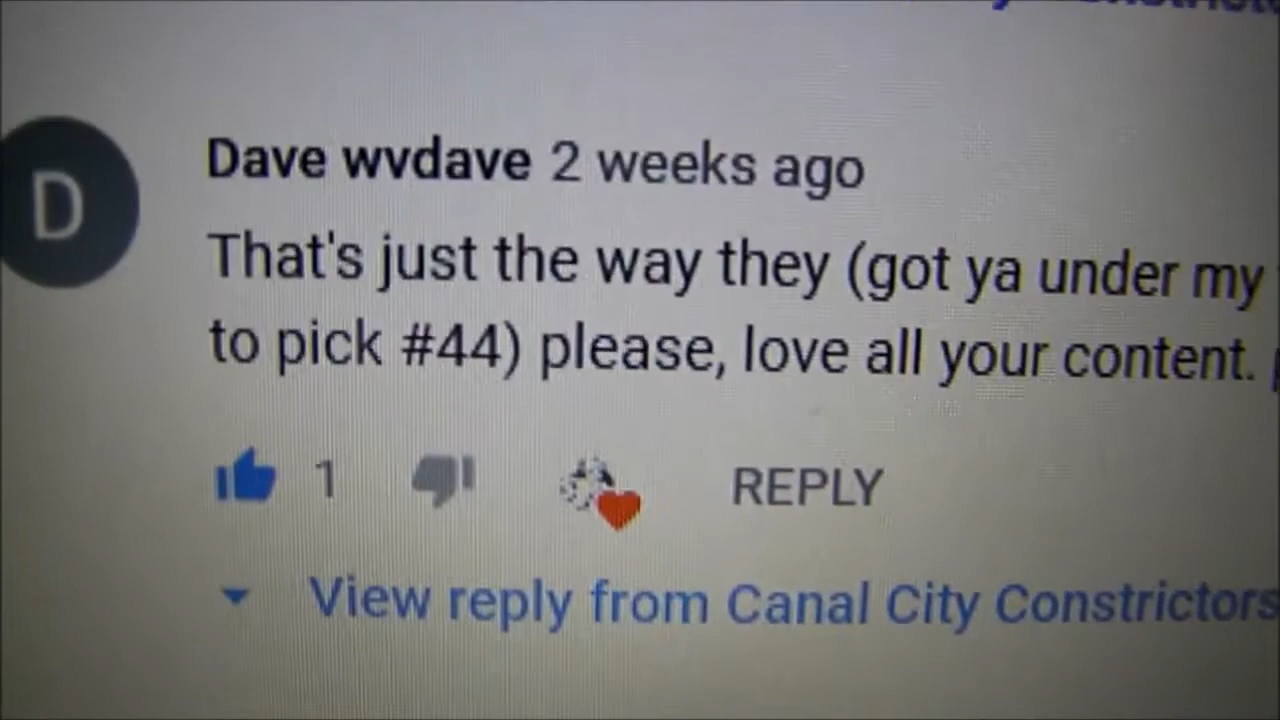 D
Dave wvdave 2 weeks ago
That's just the way they (got ya under my
to pick #44) please, love all your content.
1
REPLY
View reply from Canal City Constrictors